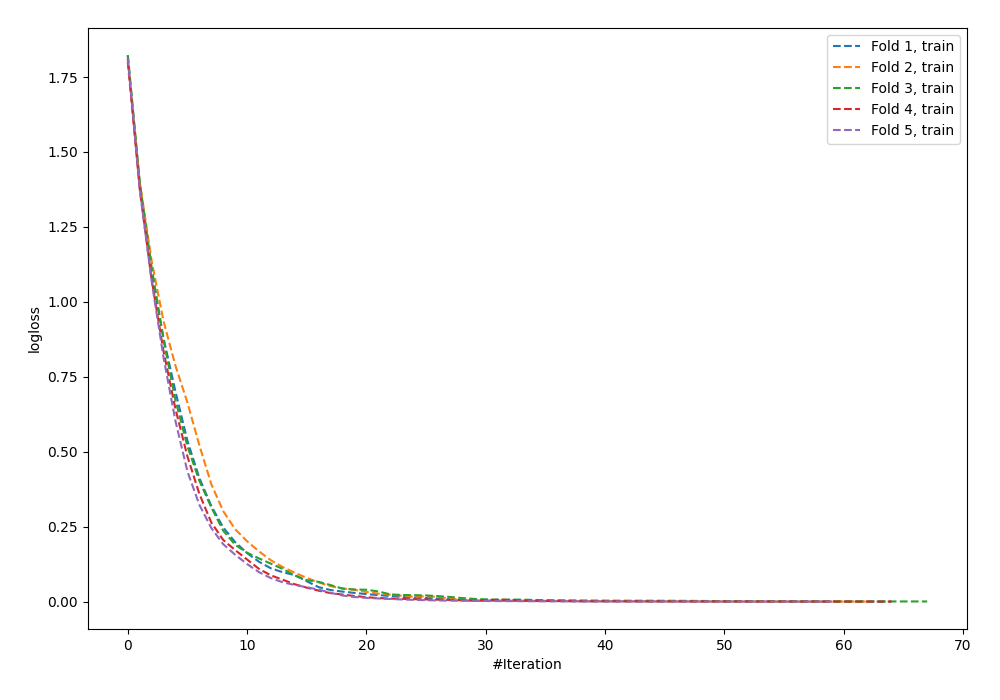 1.75
1.50
1.25
1.00
0.75
0.50
0.25
0.00
logloss
0 10 20 30 40 50 60 70
#Iteration
Fold 1, train
Fold 2, train
Fold 3, train
Fold 4, train
Fold 5, train